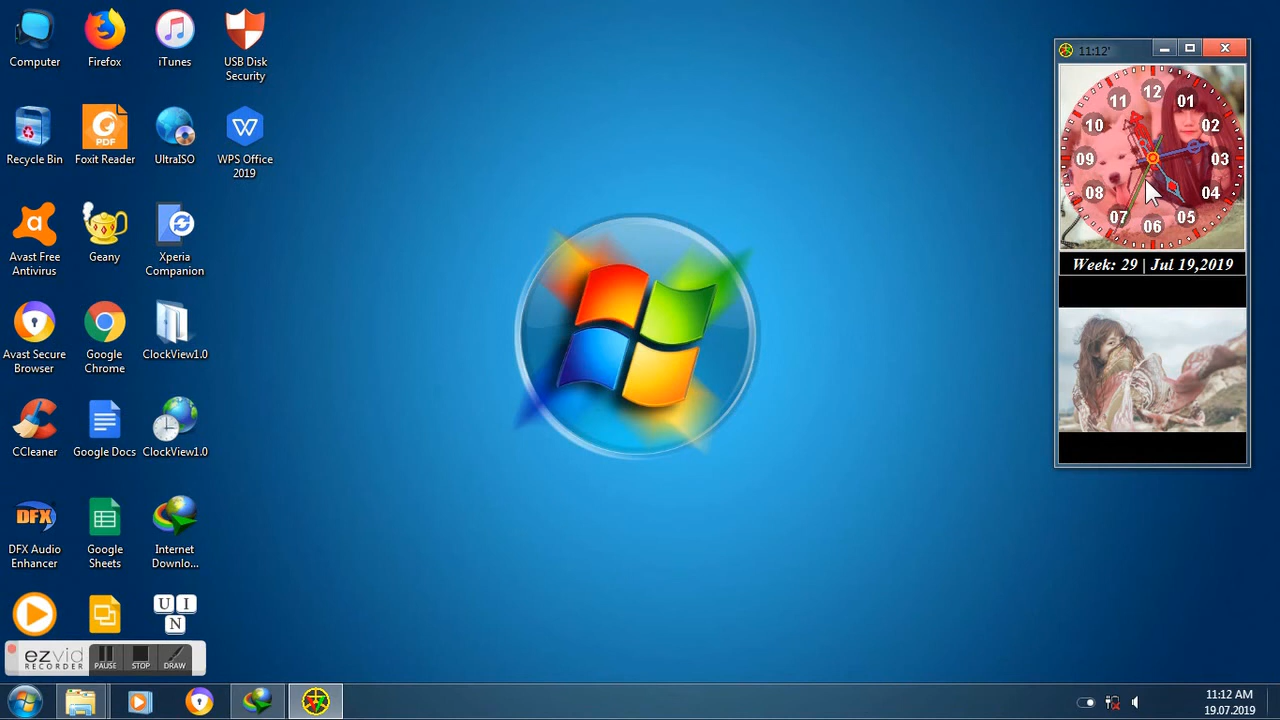 Computer
Firefox
iTunes
USB Disk
Security
Recycle Bin
PDF
Foxit Reader
UltraISO
W
WPS Office
2019
a
Avast Free
Antivirus
Geany
Xperia
Companion
Avast Secure
Browser
Google
Chrome
ClockView1.0
CCleaner
Google Docs
ClockView1.0
DFX
DFX Audio
Enhancer
Google
Sheets
Internet
Downlo...
U I
N
ezvid
RECORDER
PAUSE
STOP
DRAW
11:12'
12
01
02
03
04
05
06
07
08
09
10
11
Week: 29 | Jul 19,2019
11:12 AM
19.07.2019